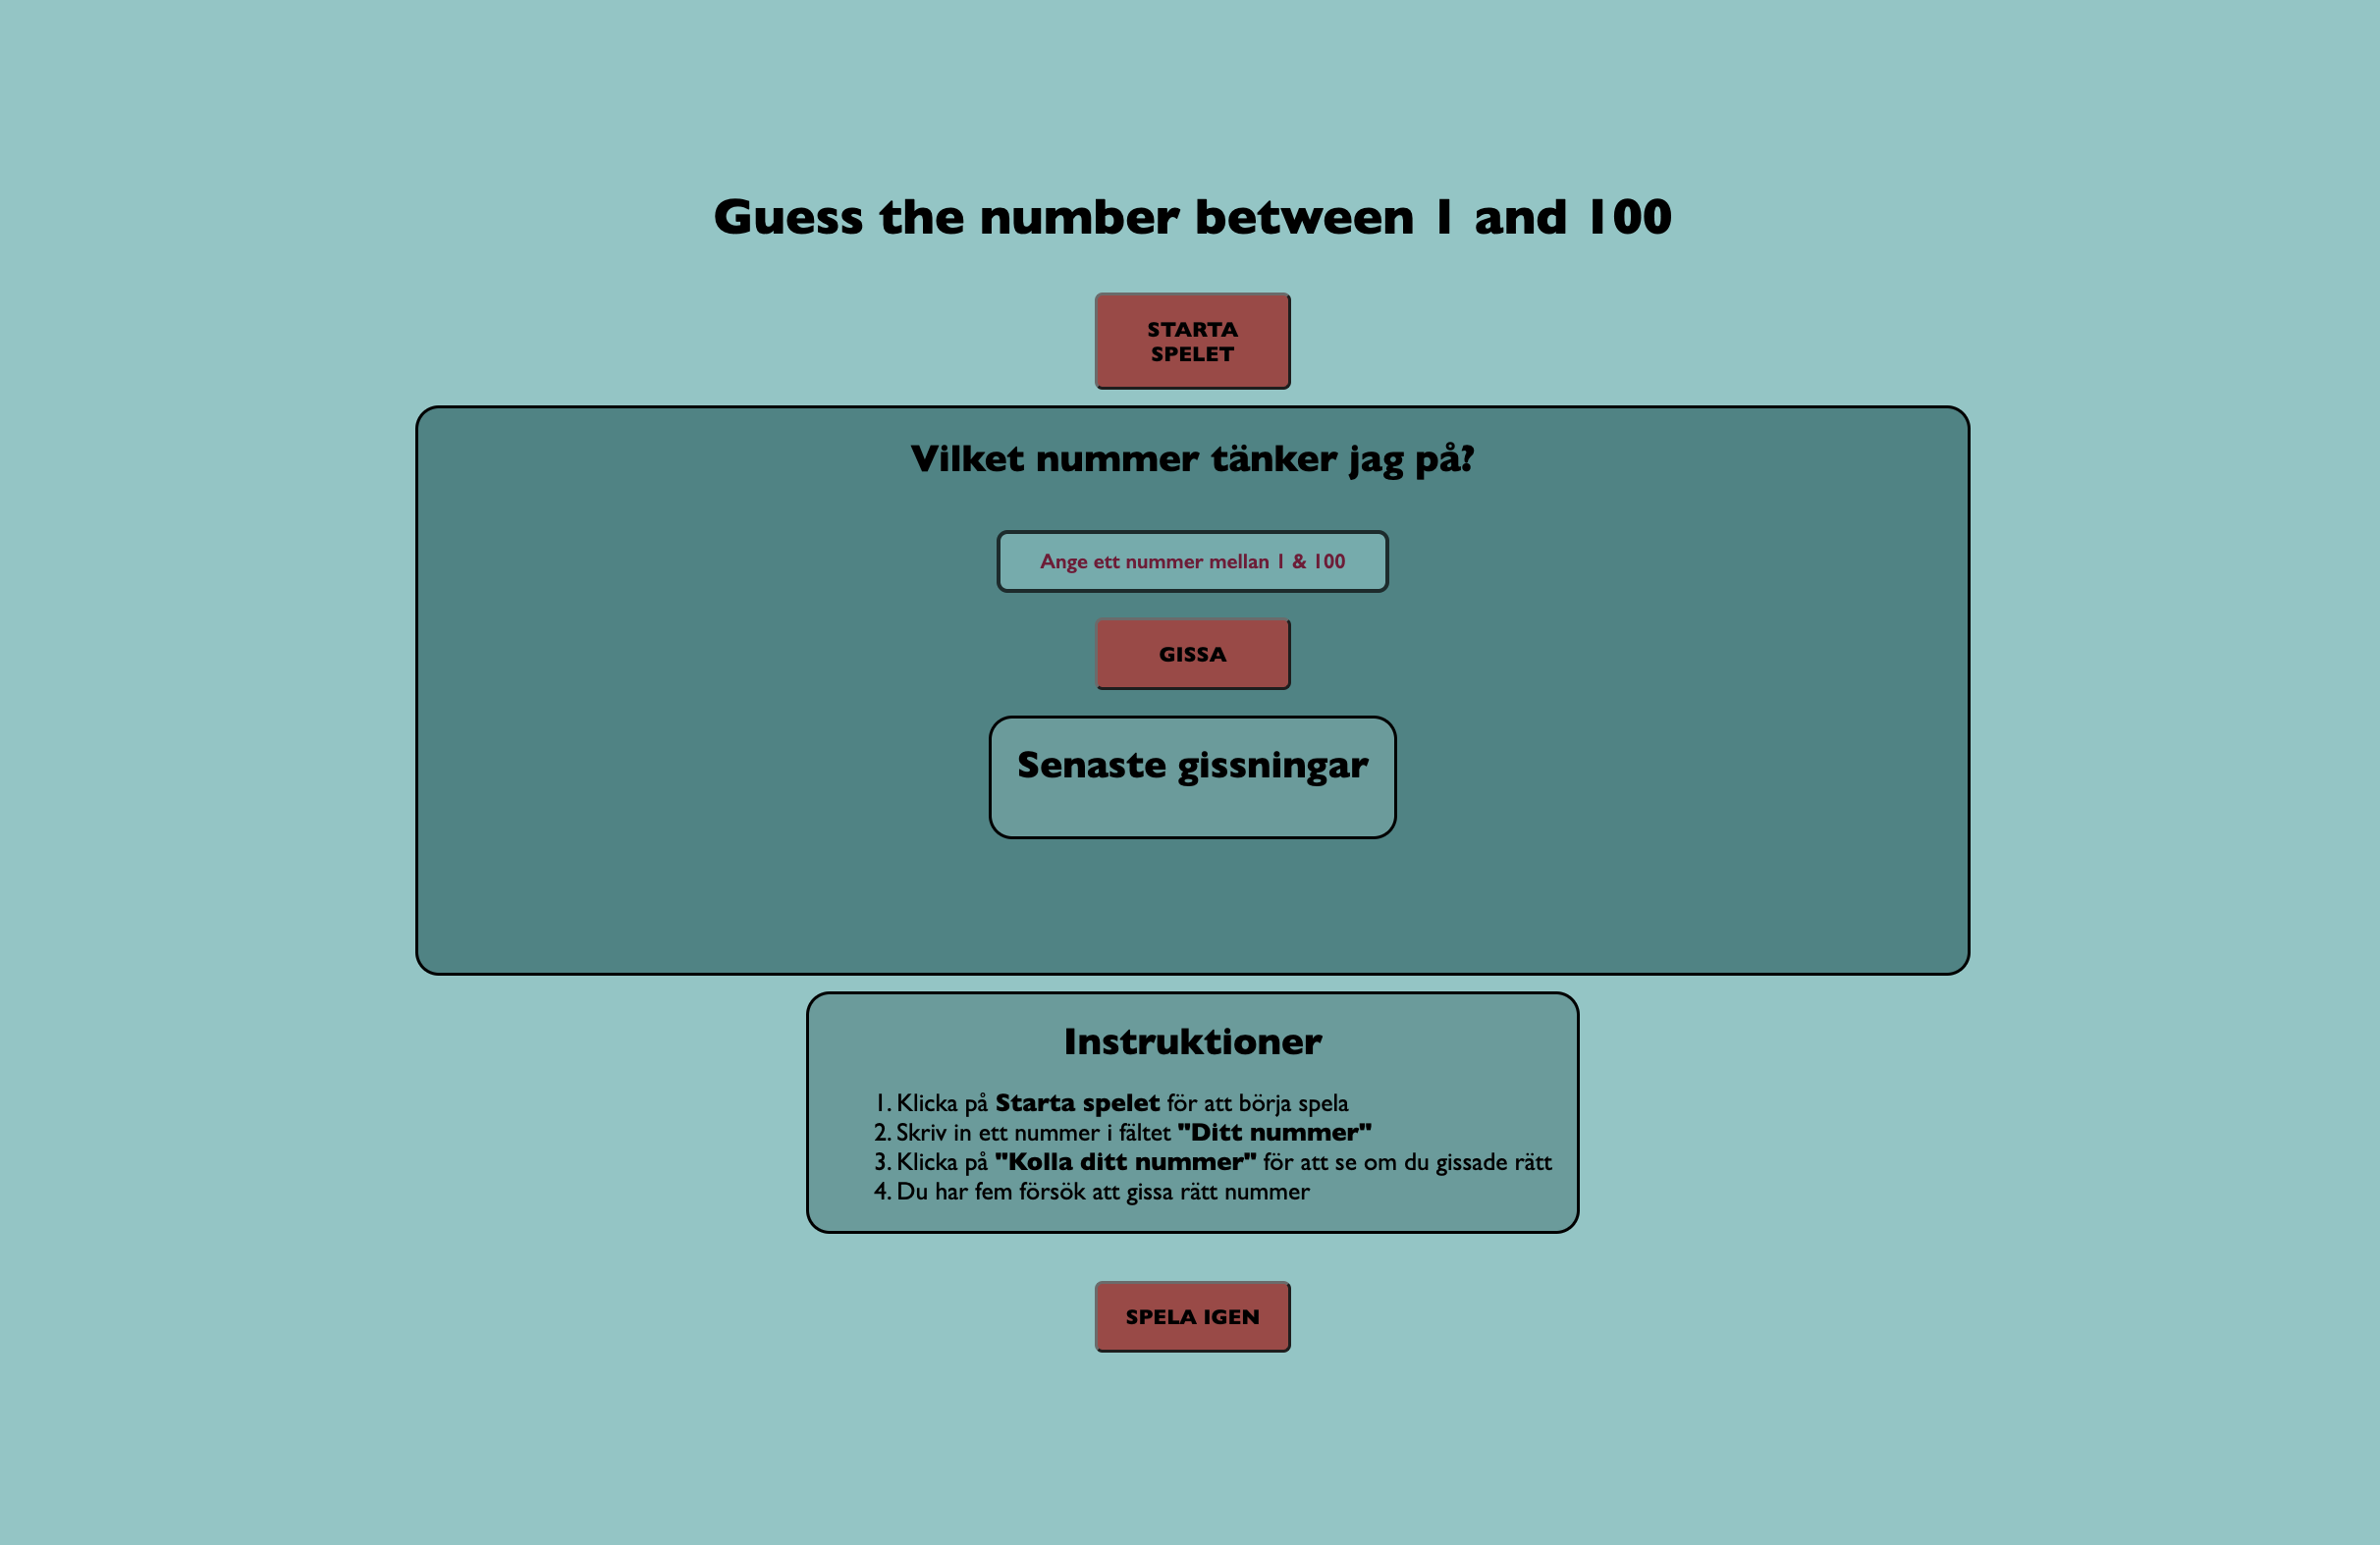 Guess the number between 1 and 100
STARTA
SPELET
Vilket nummer tänker jag på?
Ange ett nummer mellan 1 & 100
GISSA
Senaste gissningar
Instruktioner
1. Klicka på Starta spelet för att börja spela
2. Skriv in ett nummer i fältet "Ditt nummer"
3. Klicka på "Kolla ditt nummer" för att se om du gissade rätt
4. Du har fem försök att gissa rätt nummer
SPELA IGEN